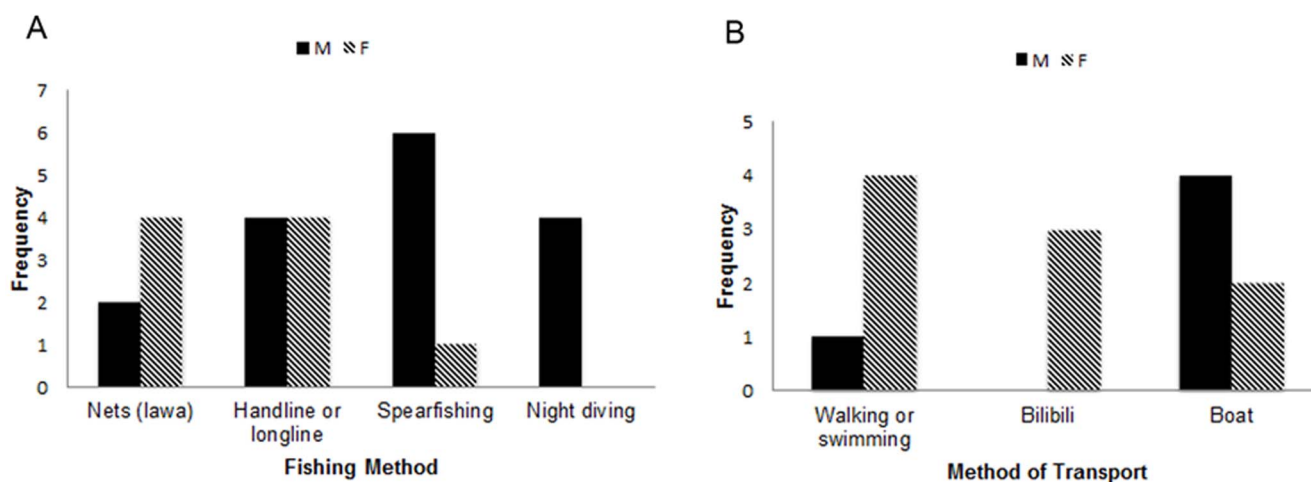 A
M F
7
6
5
4
3
2
1
0
Frequency
Nets (lawa)
Handline or
longline
Spearfishing
Night diving
Fishing Method
B
M F
5
4
3
2
1
0
Frequency
Walking or
swimming
Bilibili
Boat
Method of Transport